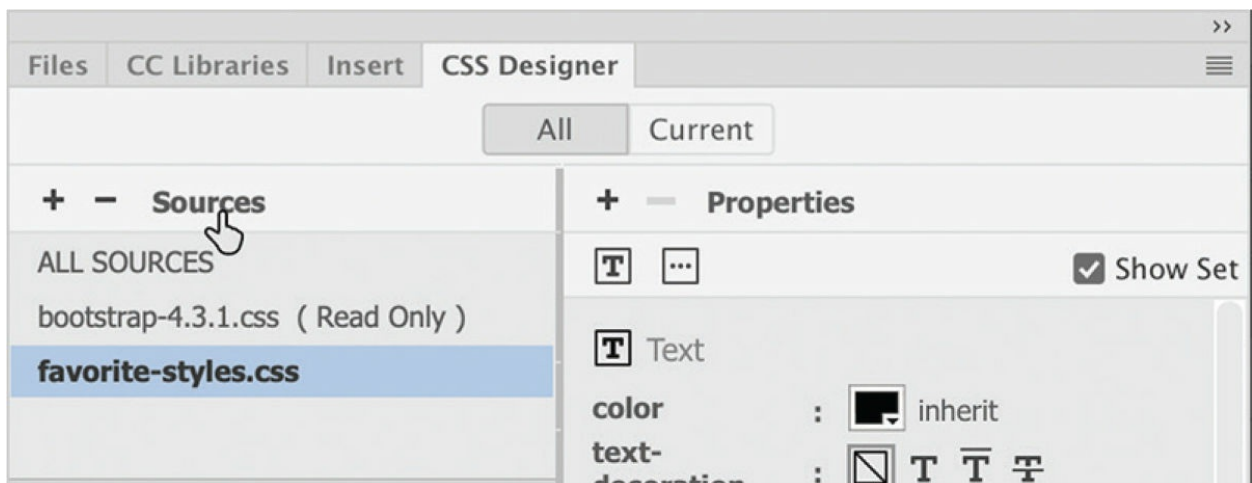 >>
Files CC Libraries Insert CSS Designer
All Current
+ - Sources
+ - Properties
ALL SOURCES
T ... Show Set
bootstrap-4.3.1.css ( Read Only )
T Text
favorite-styles.css
color : inherit
text-
decoration : T T T